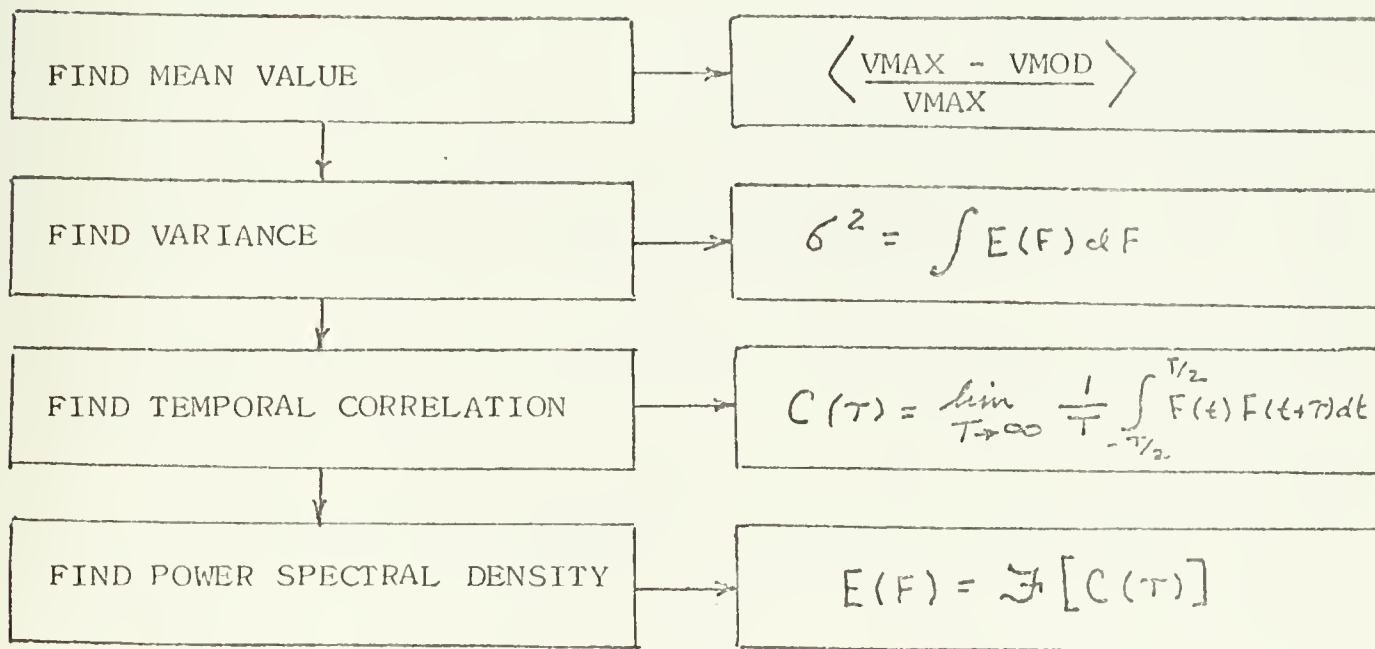 FIND MEAN VALUE
⟨ VMAX - VMOD / VMAX ⟩
FIND VARIANCE
σ² = ∫ E(F) dF
FIND TEMPORAL CORRELATION
C(τ) = lim T→∞ 1/T ∫ -T/2 T/2 F(t) F(t+τ)dt
FIND POWER SPECTRAL DENSITY
E(F) = ℱ[C(τ)]